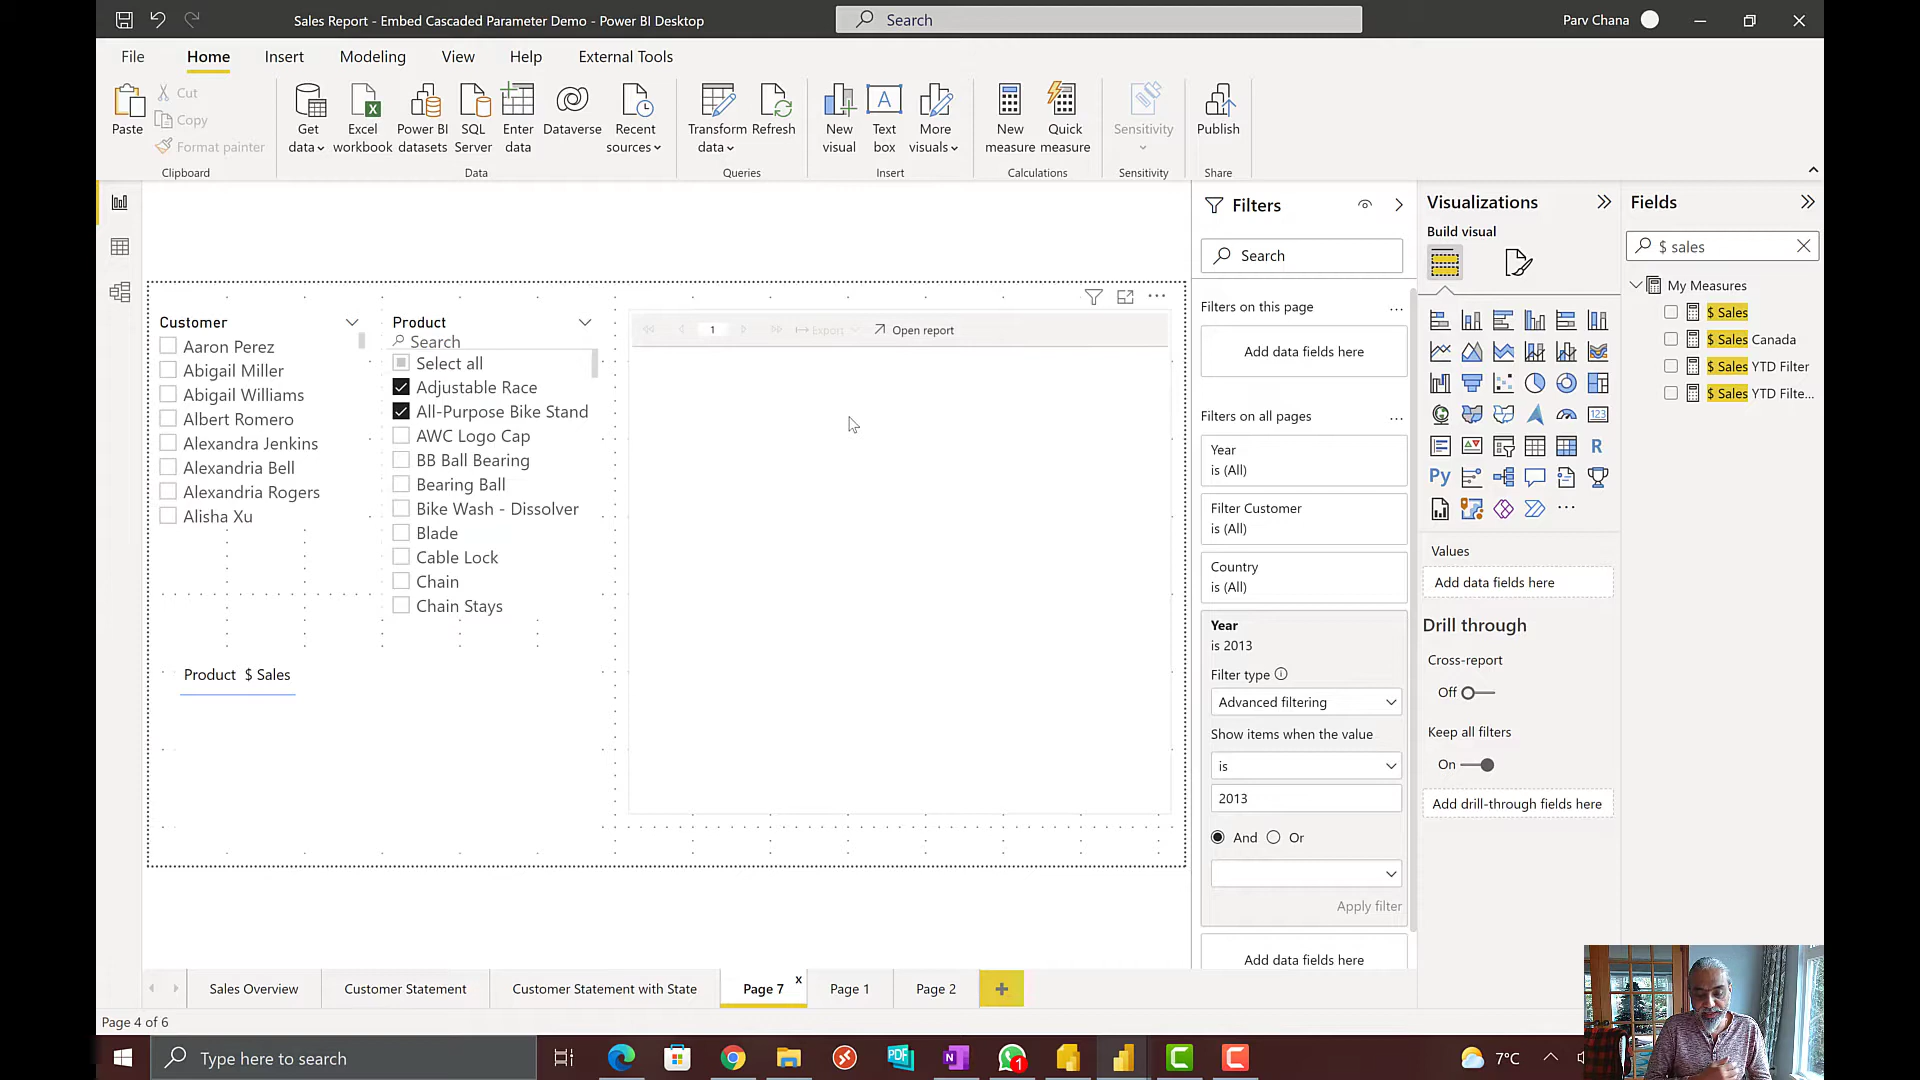 Sales Report - Embed Cascaded Parameter Demo - Power BI Desktop
Search
Parv Chana
File
Home
Insert
Modeling
View
Help
External Tools
Paste
Cut
Copy
Format painter
Clipboard
Get data
Excel workbook
Power BI datasets
SQL Server
Enter data
Dataverse
Recent sources
Data
Transform data
Refresh
Queries
New visual
Text box
More visuals
Insert
New measure
Quick measure
Calculations
Sensitivity
Sensitivity
Publish
Share
Customer
Aaron Perez
Abigail Miller
Abigail Williams
Albert Romero
Alexandra Jenkins
Alexandria Bell
Alexandria Rogers
Alisha Xu
Product
Search
Select all
Adjustable Race
All-Purpose Bike Stand
AWC Logo Cap
BB Ball Bearing
Bearing Ball
Bike Wash - Dissolver
Blade
Cable Lock
Chain
Chain Stays
Product $ Sales
1
Export
Open report
Filters
Search
Filters on this page
Add data fields here
Filters on all pages
Year
is (All)
Filter Customer
is (All)
Country
is (All)
Year
is 2013
Filter type
Advanced filtering
Show items when the value
is
2013
And
Or
Apply filter
Add data fields here
Visualizations
Build visual
123
R
Py
Values
Add data fields here
Drill through
Cross-report
Off
Keep all filters
On
Add drill-through fields here
Fields
$ sales
My Measures
$ Sales
$ Sales Canada
$ Sales YTD Filter
$ Sales YTD Filte...
Sales Overview
Customer Statement
Customer Statement with State
Page 7
x
Page 1
Page 2
+
Page 4 of 6
Type here to search
PDF
1
7°C